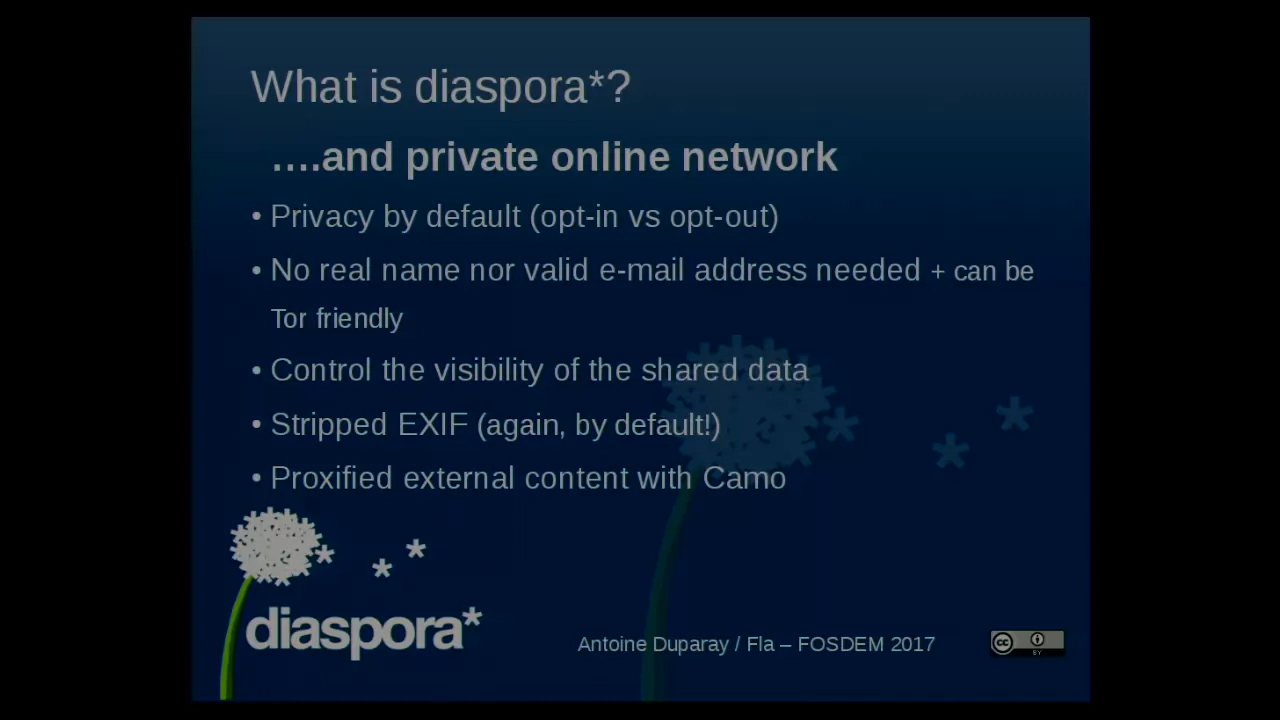 What is diaspora*?
....and private online network
• Privacy by default (opt-in vs opt-out)
• No real name nor valid e-mail address needed + can be
Tor friendly
• Control the visibility of the shared data
• Stripped EXIF (again, by default!)
• Proxified external content with Camo
diaspora*
Antoine Duparay / Fla – FOSDEM 2017
cc
BY